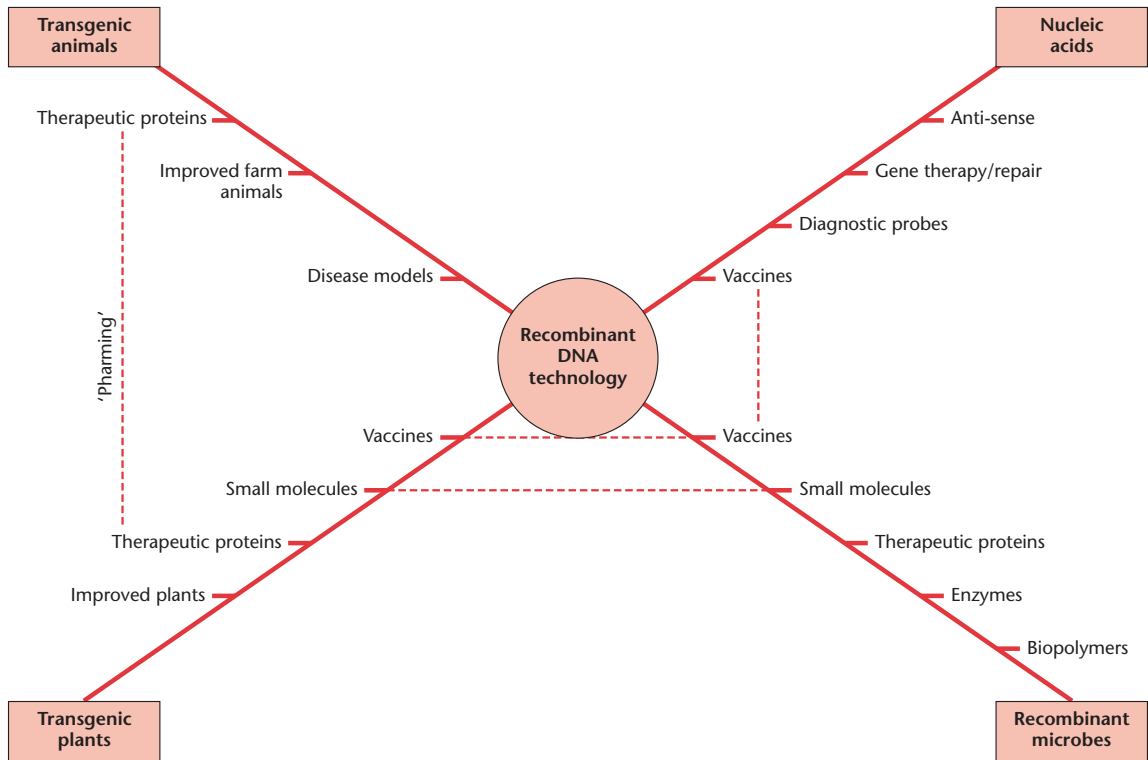 Transgenic
animals
Nucleic
acids
Therapeutic proteins
Anti-sense
Improved farm
animals
Gene therapy/repair
Diagnostic probes
Disease models
Vaccines
Recombinant
DNA
technology
'Pharming'
Vaccines
Vaccines
Small molecules
Small molecules
Therapeutic proteins
Therapeutic proteins
Improved plants
Enzymes
Biopolymers
Transgenic
plants
Recombinant
microbes